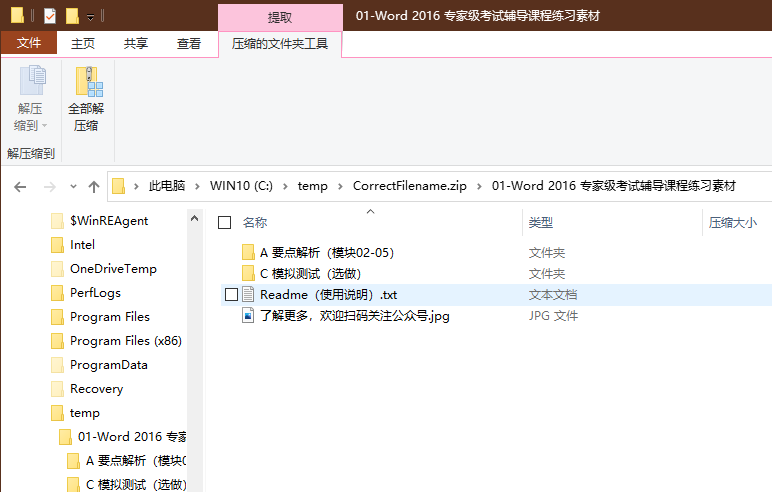 提取
01-Word 2016 专家级考试辅导课程练习素材
文件
主页
共享
查看
压缩的文件夹工具
解压
缩到
全部解
压缩
解压缩到
此电脑
WIN10 (C:)
temp
CorrectFilename.zip
01-Word 2016 专家级考试辅导课程练习素材
$WinREAgent
Intel
OneDriveTemp
PerfLogs
Program Files
Program Files (x86)
ProgramData
Recovery
temp
01-Word 2016 专家
A 要点解析（模块0
C 模拟测试（选做）
名称
类型
压缩大小
A 要点解析（模块02-05）
文件夹
C 模拟测试（选做）
文件夹
Readme（使用说明）.txt
文本文档
了解更多，欢迎扫码关注公众号.jpg
JPG 文件